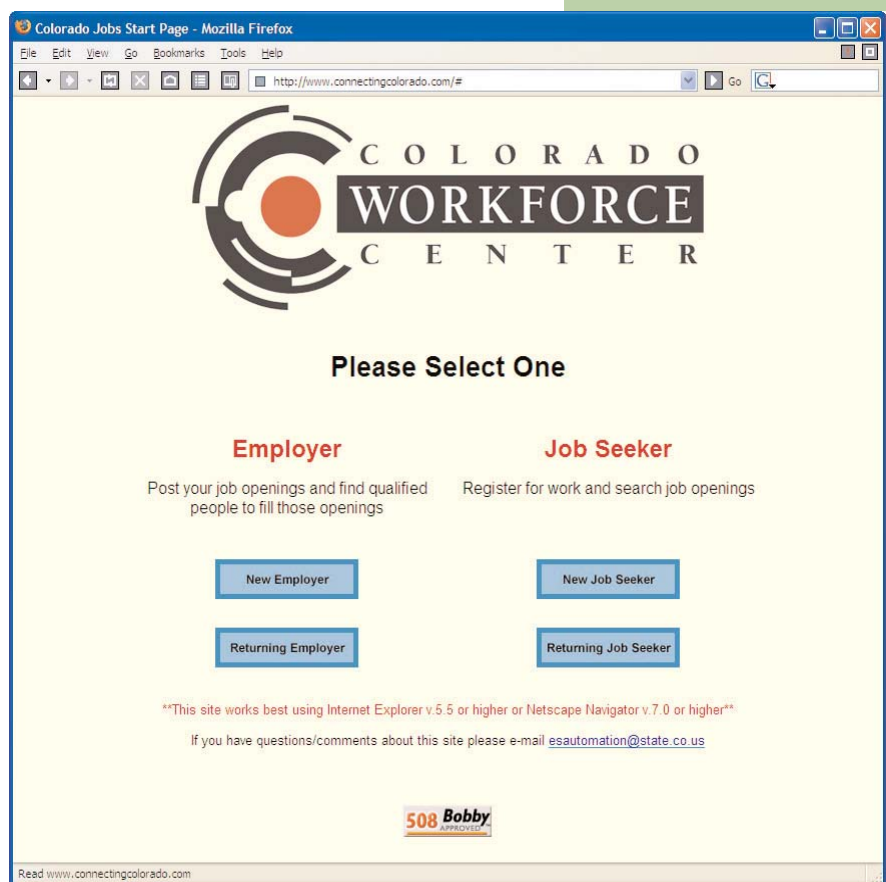 Colorado Jobs Start Page - Mozilla Firefox
File Edit View Go Bookmarks Tools Help
http://www.connectingcolorado.com/# Go G
COLORADO
WORKFORCE
CENTER
Please Select One
Employer
Post your job openings and find qualified
people to fill those openings
New Employer
Returning Employer
Job Seeker
Register for work and search job openings
New Job Seeker
Returning Job Seeker
**This site works best using Internet Explorer v.5.5 or higher or Netscape Navigator v.7.0 or higher**
If you have questions/comments about this site please e-mail esautomation@state.co.us
508 Bobby
APPROVED
Read www.connectingcolorado.com